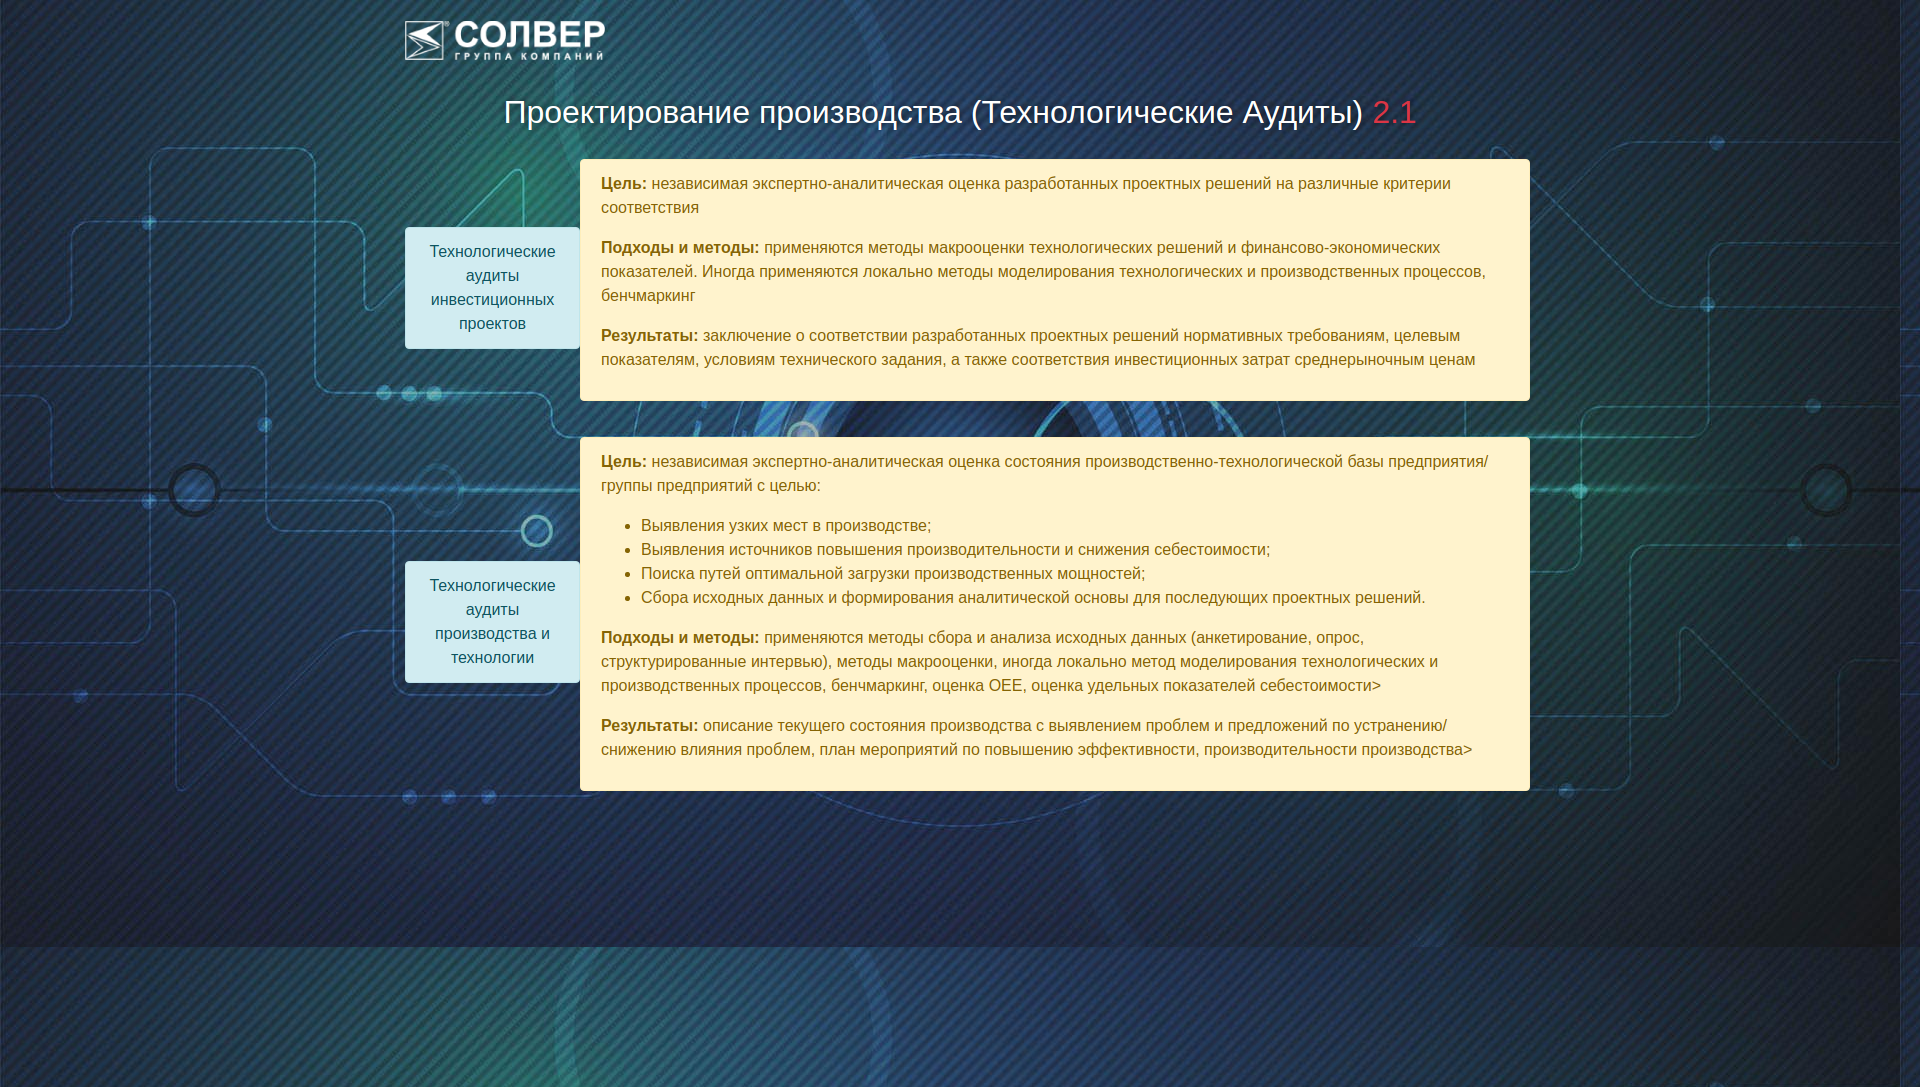 ® СОЛВЕР
ГРУППА КОМПАНИЙ
Проектирование производства (Технологические Аудиты) 2.1
Технологические
аудиты
инвестиционных
проектов
Цель: независимая экспертно-аналитическая оценка разработанных проектных решений на различные критерии
соответствия
Подходы и методы: применяются методы макрооценки технологических решений и финансово-экономических
показателей. Иногда применяются локально методы моделирования технологических и производственных процессов,
бенчмаркинг
Результаты: заключение о соответствии разработанных проектных решений нормативных требованиям, целевым
показателям, условиям технического задания, а также соответствия инвестиционных затрат среднерыночным ценам
Технологические
аудиты
производства и
технологии
Цель: независимая экспертно-аналитическая оценка состояния производственно-технологической базы предприятия/
группы предприятий с целью:
• Выявления узких мест в производстве;
• Выявления источников повышения производительности и снижения себестоимости;
• Поиска путей оптимальной загрузки производственных мощностей;
• Сбора исходных данных и формирования аналитической основы для последующих проектных решений.
Подходы и методы: применяются методы сбора и анализа исходных данных (анкетирование, опрос,
структурированные интервью), методы макрооценки, иногда локально метод моделирования технологических и
производственных процессов, бенчмаркинг, оценка OEE, оценка удельных показателей себестоимости>
Результаты: описание текущего состояния производства с выявлением проблем и предложений по устранению/
снижению влияния проблем, план мероприятий по повышению эффективности, производительности производства>